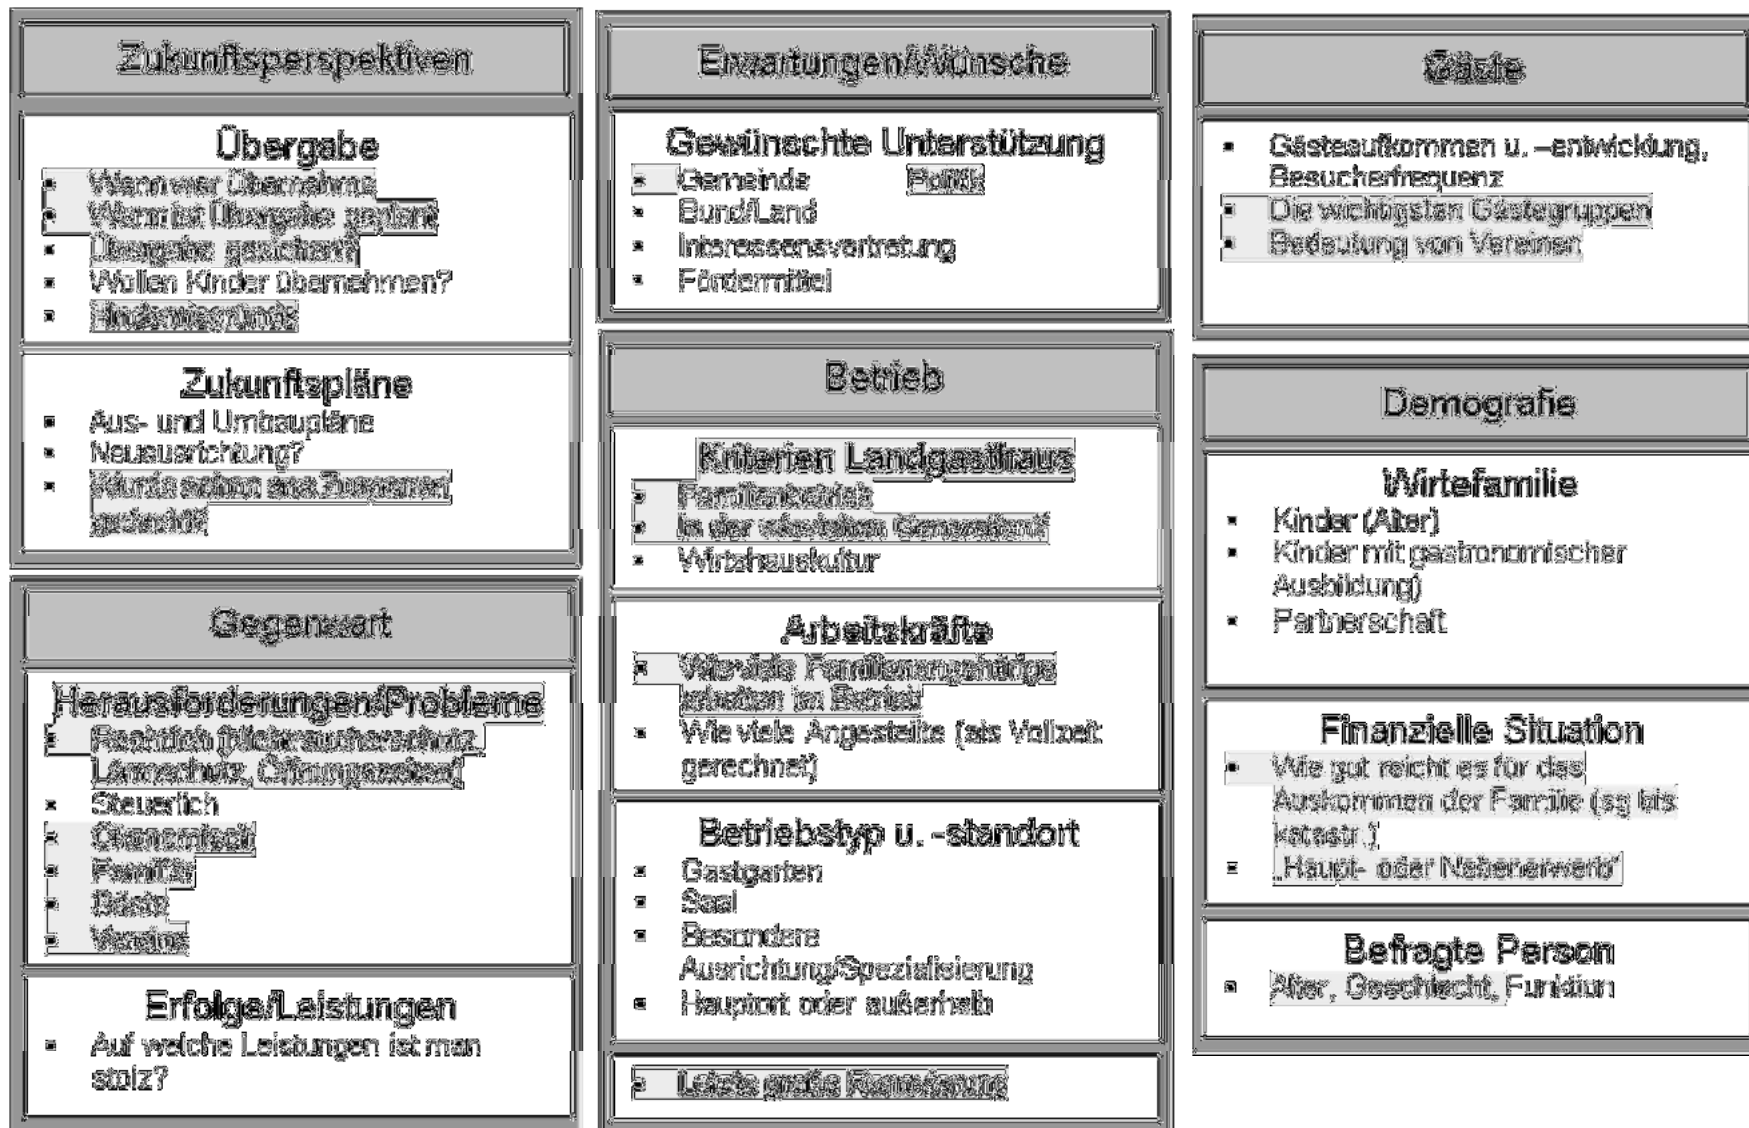 Zukunftsperspektiven
Übergabe
Wann war Übernahme
Wann ist Übergabe geplant
Übergabe gesichert?
Wollen Kinder übernehmen?
Hinderungsgründe
Zukunftspläne
Aus- und Umbaupläne
Neuausrichtung?
Wurde schon ans Zusperren
gedacht?
Gegenwart
Herausforderungen/Probleme
Rechtlich (Nichtraucherschutz,
Lärmschutz, Öffnungszeiten)
Steuerlich
Ökonomisch
Familiär
Gäste
Vereine
Erfolge/Leistungen
Auf welche Leistungen ist man
stolz?
Erwartungen/Wünsche
Gewünschte Unterstützung
Gemeinde Politik
Bund/Land
Interessensvertretung
Fördermittel
Betrieb
Kriterien Landgasthaus
Familienbetrieb
In der wievielten Generation?
Wirtshauskultur
Arbeitskräfte
Wie viele Familienangehörige
arbeiten im Betrieb
Wie viele Angestellte (als Vollzeit
gerechnet)
Betriebstyp u. -standort
Gastgarten
Saal
Besondere
Ausrichtung/Spezialisierung
Hauptort oder außerhalb
Letzte große Renovierung
Gäste
Gästeaufkommen u. –entwicklung,
Besucherfrequenz
Die wichtigsten Gästegruppen
Bedeutung von Vereinen
Demografie
Wirtefamilie
Kinder (Alter)
Kinder mit gastronomischer
Ausbildung)
Partnerschaft
Finanzielle Situation
Wie gut reicht es für das
Auskommen der Familie (sg bis
katastr.)
„Haupt- oder Nebenerwerb“
Befragte Person
Alter, Geschlecht, Funktion